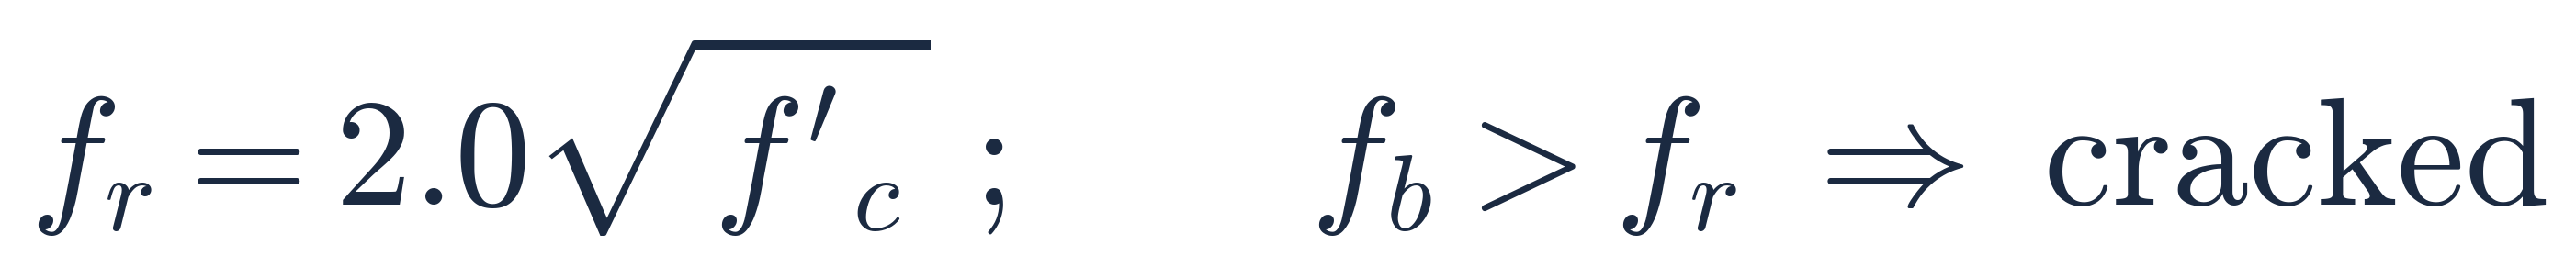 f_r = 2.0√(f′_c) ;   f_b > f_r ⇒ cracked